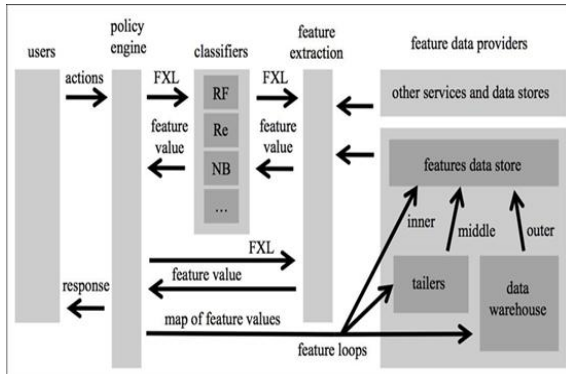 users
policy
engine
classifiers
feature
extraction
feature data providers
actions
FXL
RF
FXL
other services and data stores
feature
value
Re
feature
value
NB
features data store
...
inner
middle
outer
FXL
feature value
response
tailers
data
warehouse
map of feature values
feature loops